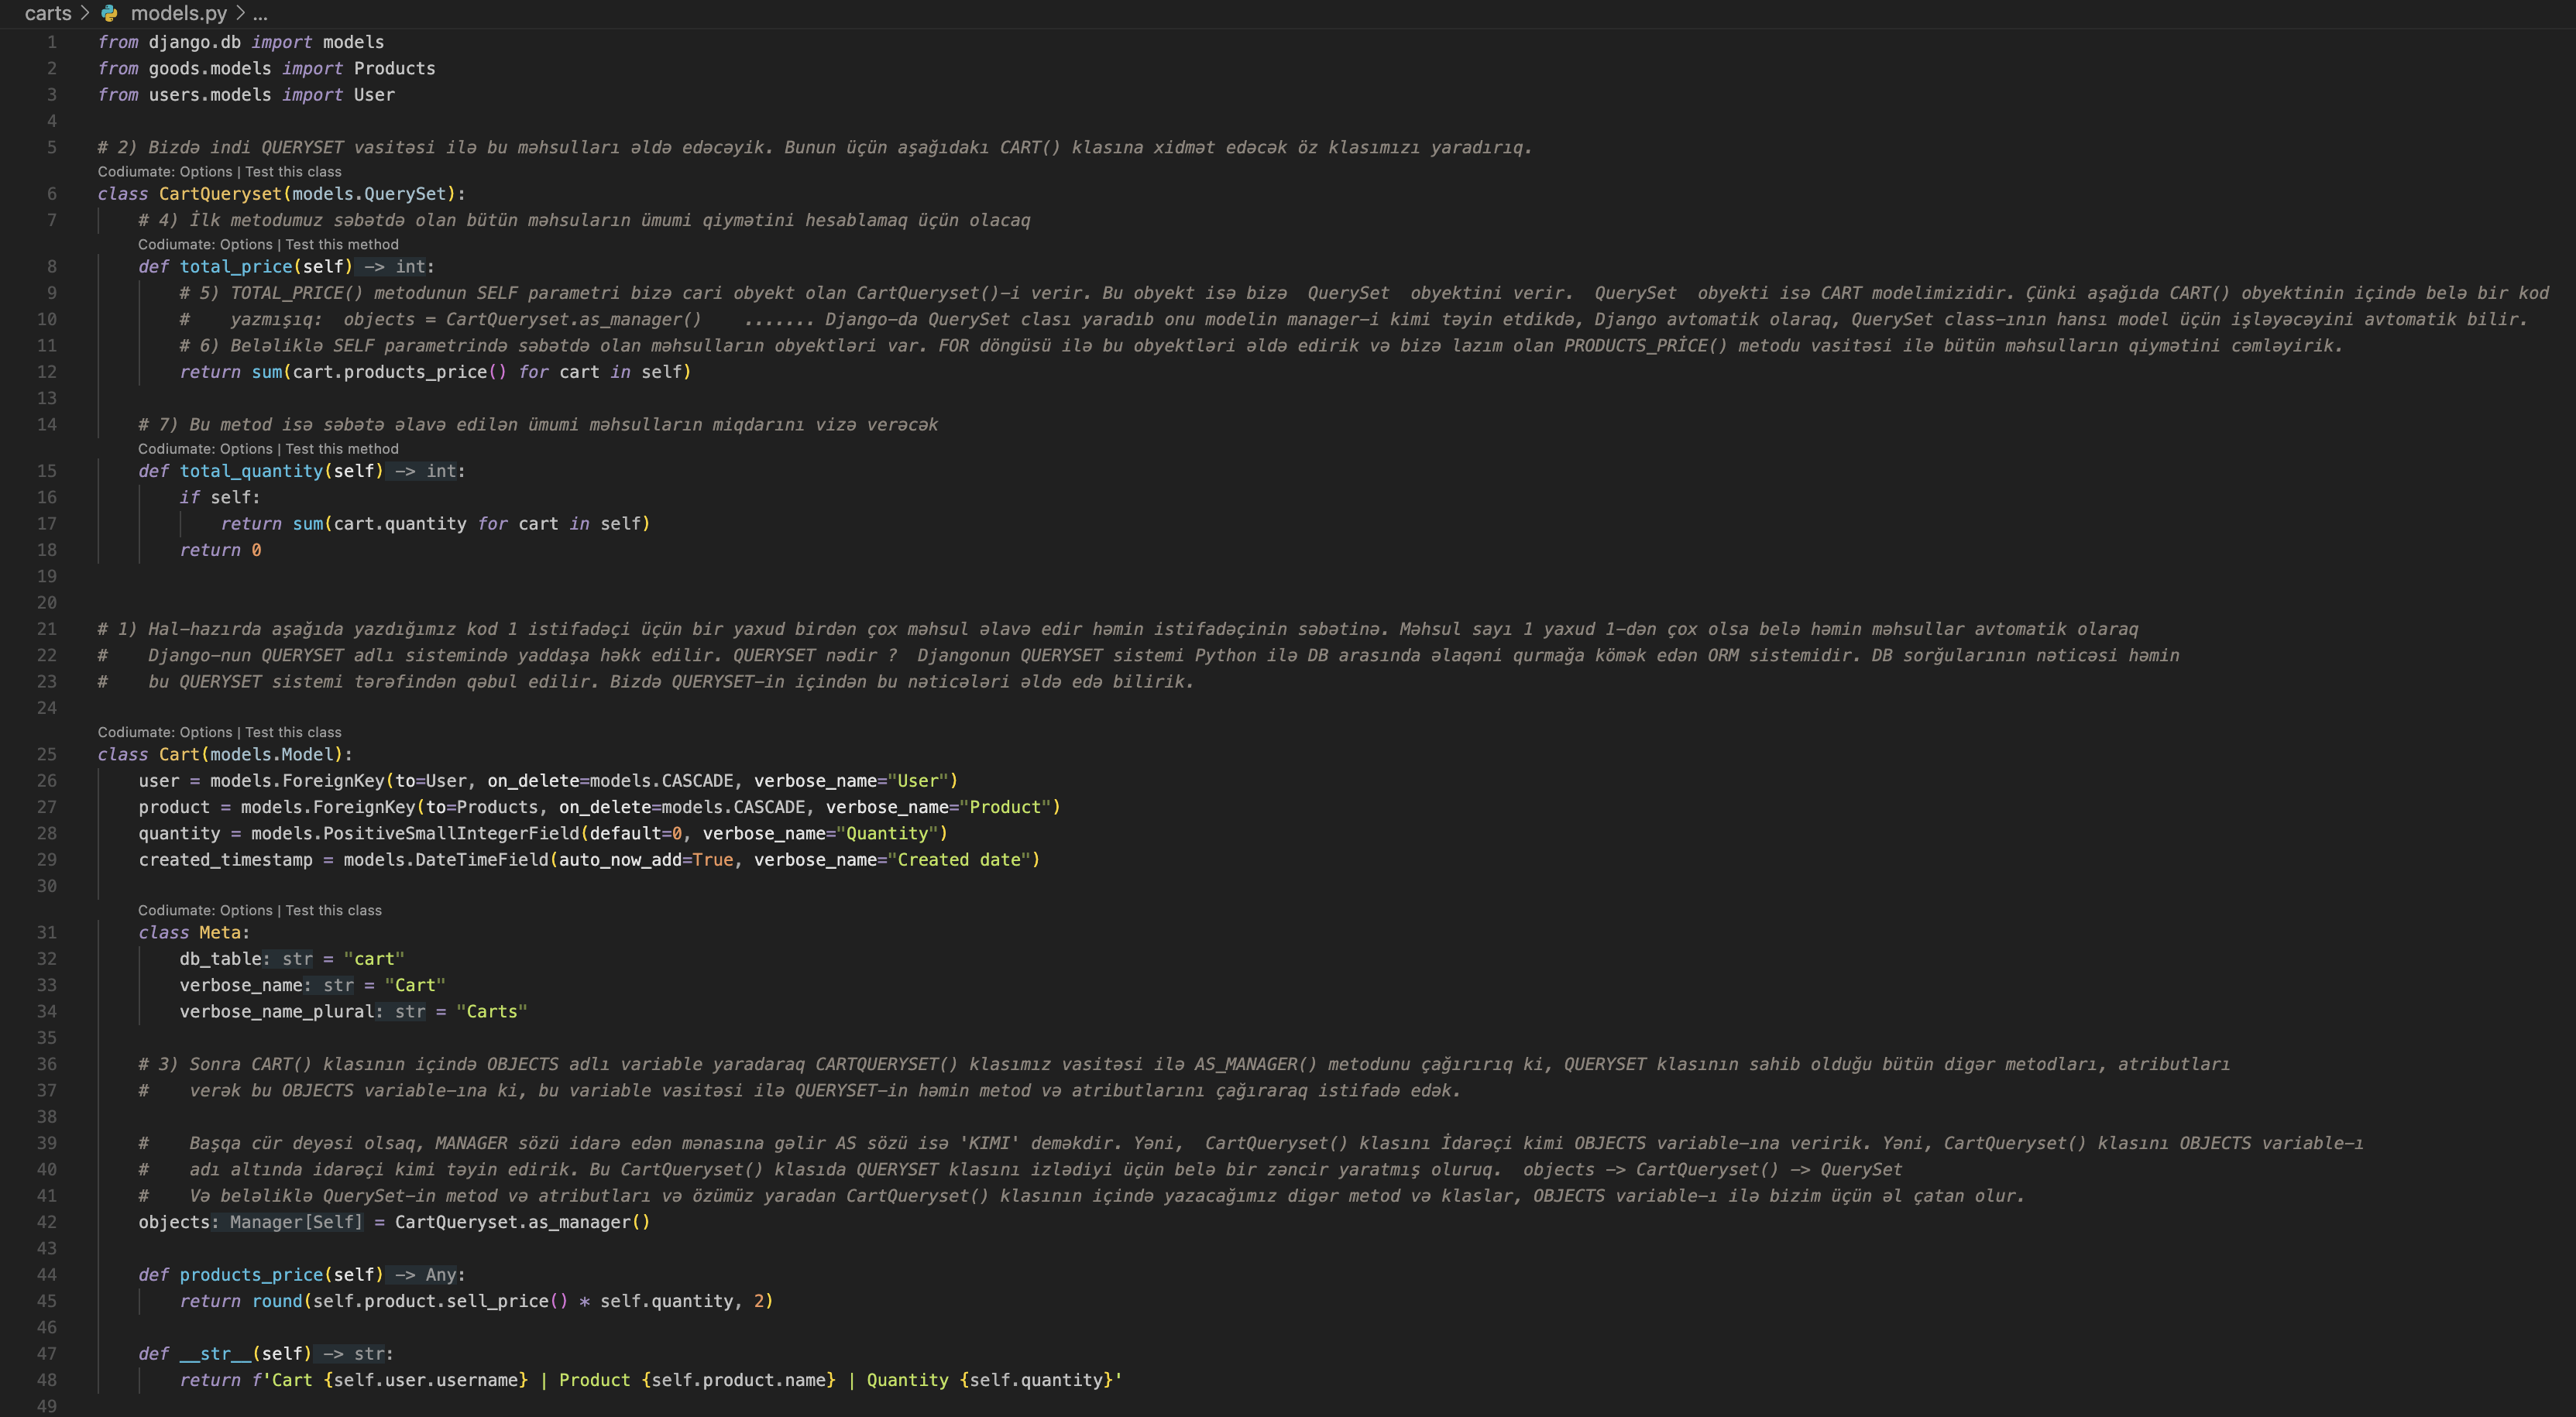 carts > models.py > ...
1 from django.db import models
2 from goods.models import Products
3 from users.models import User
4
5 # 2) Bizdə indi QUERYSET vasitəsi ilə bu məhsulları əldə edəcəyik. Bunun üçün aşağıdakı CART() klasına xidmət edəcək öz klasımızı yaradırıq.
Codiumate: Options | Test this class
6 class CartQueryset(models.QuerySet):
7 # 4) İlk metodumuz səbətdə olan bütün məhsuların ümumi qiymətini hesablamaq üçün olacaq
Codiumate: Options | Test this method
8 def total_price(self) -> int:
9 # 5) TOTAL_PRICE() metodunun SELF parametri bizə cari obyekt olan CartQueryset()-i verir. Bu obyekt isə bizə  QuerySet  obyektini verir.  QuerySet  obyekti isə CART modelimizidir. Çünki aşağıda CART() obyektinin içində belə bir kod
10 #    yazmışıq:  objects = CartQueryset.as_manager()    ....... Django-da QuerySet clası yaradıb onu modelin manager-i kimi təyin etdikdə, Django avtomatik olaraq, QuerySet class-ının hansı model üçün işləyəcəyini avtomatik bilir.
11 # 6) Beləliklə SELF parametrində səbətdə olan məhsulların obyektləri var. FOR döngüsü ilə bu obyektləri əldə edirik və bizə lazım olan PRODUCTS_PRİCE() metodu vasitəsi ilə bütün məhsulların qiymətini cəmləyirik.
12 return sum(cart.products_price() for cart in self)
13
14 # 7) Bu metod isə səbətə əlavə edilən ümumi məhsulların miqdarını vizə verəcək
Codiumate: Options | Test this method
15 def total_quantity(self) -> int:
16 if self:
17 return sum(cart.quantity for cart in self)
18 return 0
19
20
21 # 1) Hal-hazırda aşağıda yazdığımız kod 1 istifadəçi üçün bir yaxud birdən çox məhsul əlavə edir həmin istifadəçinin səbətinə. Məhsul sayı 1 yaxud 1-dən çox olsa belə həmin məhsullar avtomatik olaraq
22 #    Django-nun QUERYSET adlı sistemində yaddaşa həkk edilir. QUERYSET nədir ?  Djangonun QUERYSET sistemi Python ilə DB arasında əlaqəni qurmağa kömək edən ORM sistemidir. DB sorğularının nəticəsi həmin
23 #    bu QUERYSET sistemi tərəfindən qəbul edilir. Bizdə QUERYSET-in içindən bu nəticələri əldə edə bilirik.
24
Codiumate: Options | Test this class
25 class Cart(models.Model):
26 user = models.ForeignKey(to=User, on_delete=models.CASCADE, verbose_name="User")
27 product = models.ForeignKey(to=Products, on_delete=models.CASCADE, verbose_name="Product")
28 quantity = models.PositiveSmallIntegerField(default=0, verbose_name="Quantity")
29 created_timestamp = models.DateTimeField(auto_now_add=True, verbose_name="Created date")
30
Codiumate: Options | Test this class
31 class Meta:
32 db_table: str = "cart"
33 verbose_name: str = "Cart"
34 verbose_name_plural: str = "Carts"
35
36 # 3) Sonra CART() klasının içində OBJECTS adlı variable yaradaraq CARTQUERYSET() klasımız vasitəsi ilə AS_MANAGER() metodunu çağırırıq ki, QUERYSET klasının sahib olduğu bütün digər metodları, atributları
37 #    verək bu OBJECTS variable-ına ki, bu variable vasitəsi ilə QUERYSET-in həmin metod və atributlarını çağıraraq istifadə edək.
38
39 #    Başqa cür deyəsi olsaq, MANAGER sözü idarə edən mənasına gəlir AS sözü isə 'KIMI' deməkdir. Yəni,  CartQueryset() klasını İdarəçi kimi OBJECTS variable-ına veririk. Yəni, CartQueryset() klasını OBJECTS variable-ı
40 #    adı altında idarəçi kimi təyin edirik. Bu CartQueryset() klasıda QUERYSET klasını izlədiyi üçün belə bir zəncir yaratmış oluruq.  objects -> CartQueryset() -> QuerySet
41 #    Və beləliklə QuerySet-in metod və atributları və özümüz yaradan CartQueryset() klasının içində yazacağımız digər metod və klaslar, OBJECTS variable-ı ilə bizim üçün əl çatan olur.
42 objects: Manager[Self] = CartQueryset.as_manager()
43
44 def products_price(self) -> Any:
45 return round(self.product.sell_price() * self.quantity, 2)
46
47 def __str__(self) -> str:
48 return f'Cart {self.user.username} | Product {self.product.name} | Quantity {self.quantity}'
49